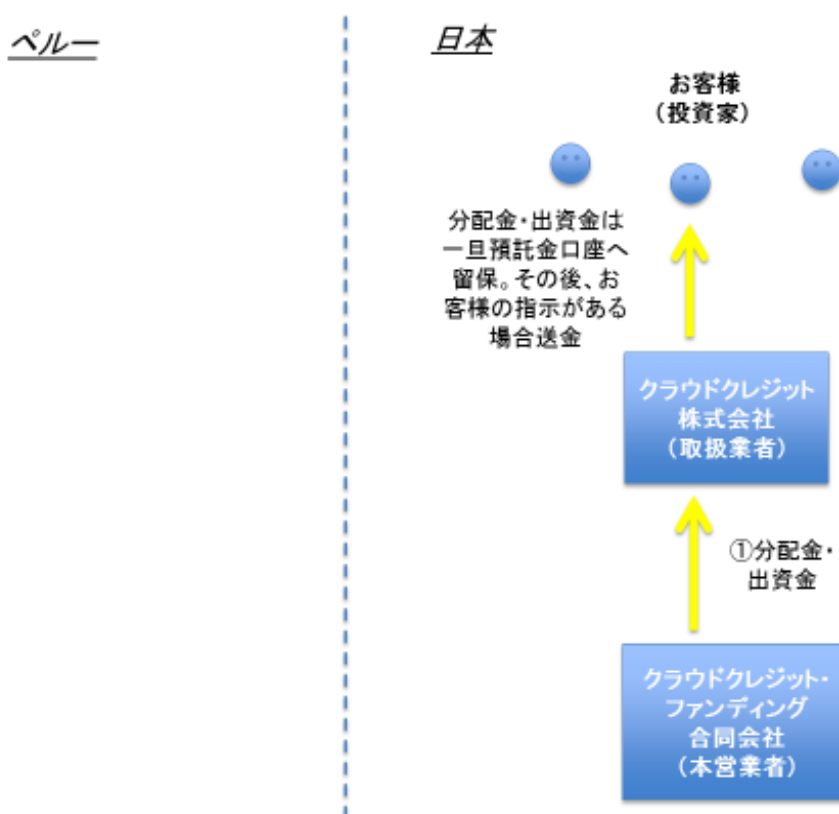 ペルー
日本
お客様
（投資家）
分配金・出資金は
一旦預託金口座へ
留保。その後、お
客様の指示がある
場合送金
クラウドクレジット
株式会社
（取扱業者）
①分配金・
出資金
クラウドクレジット・
ファンディング
合同会社
（本営業者）